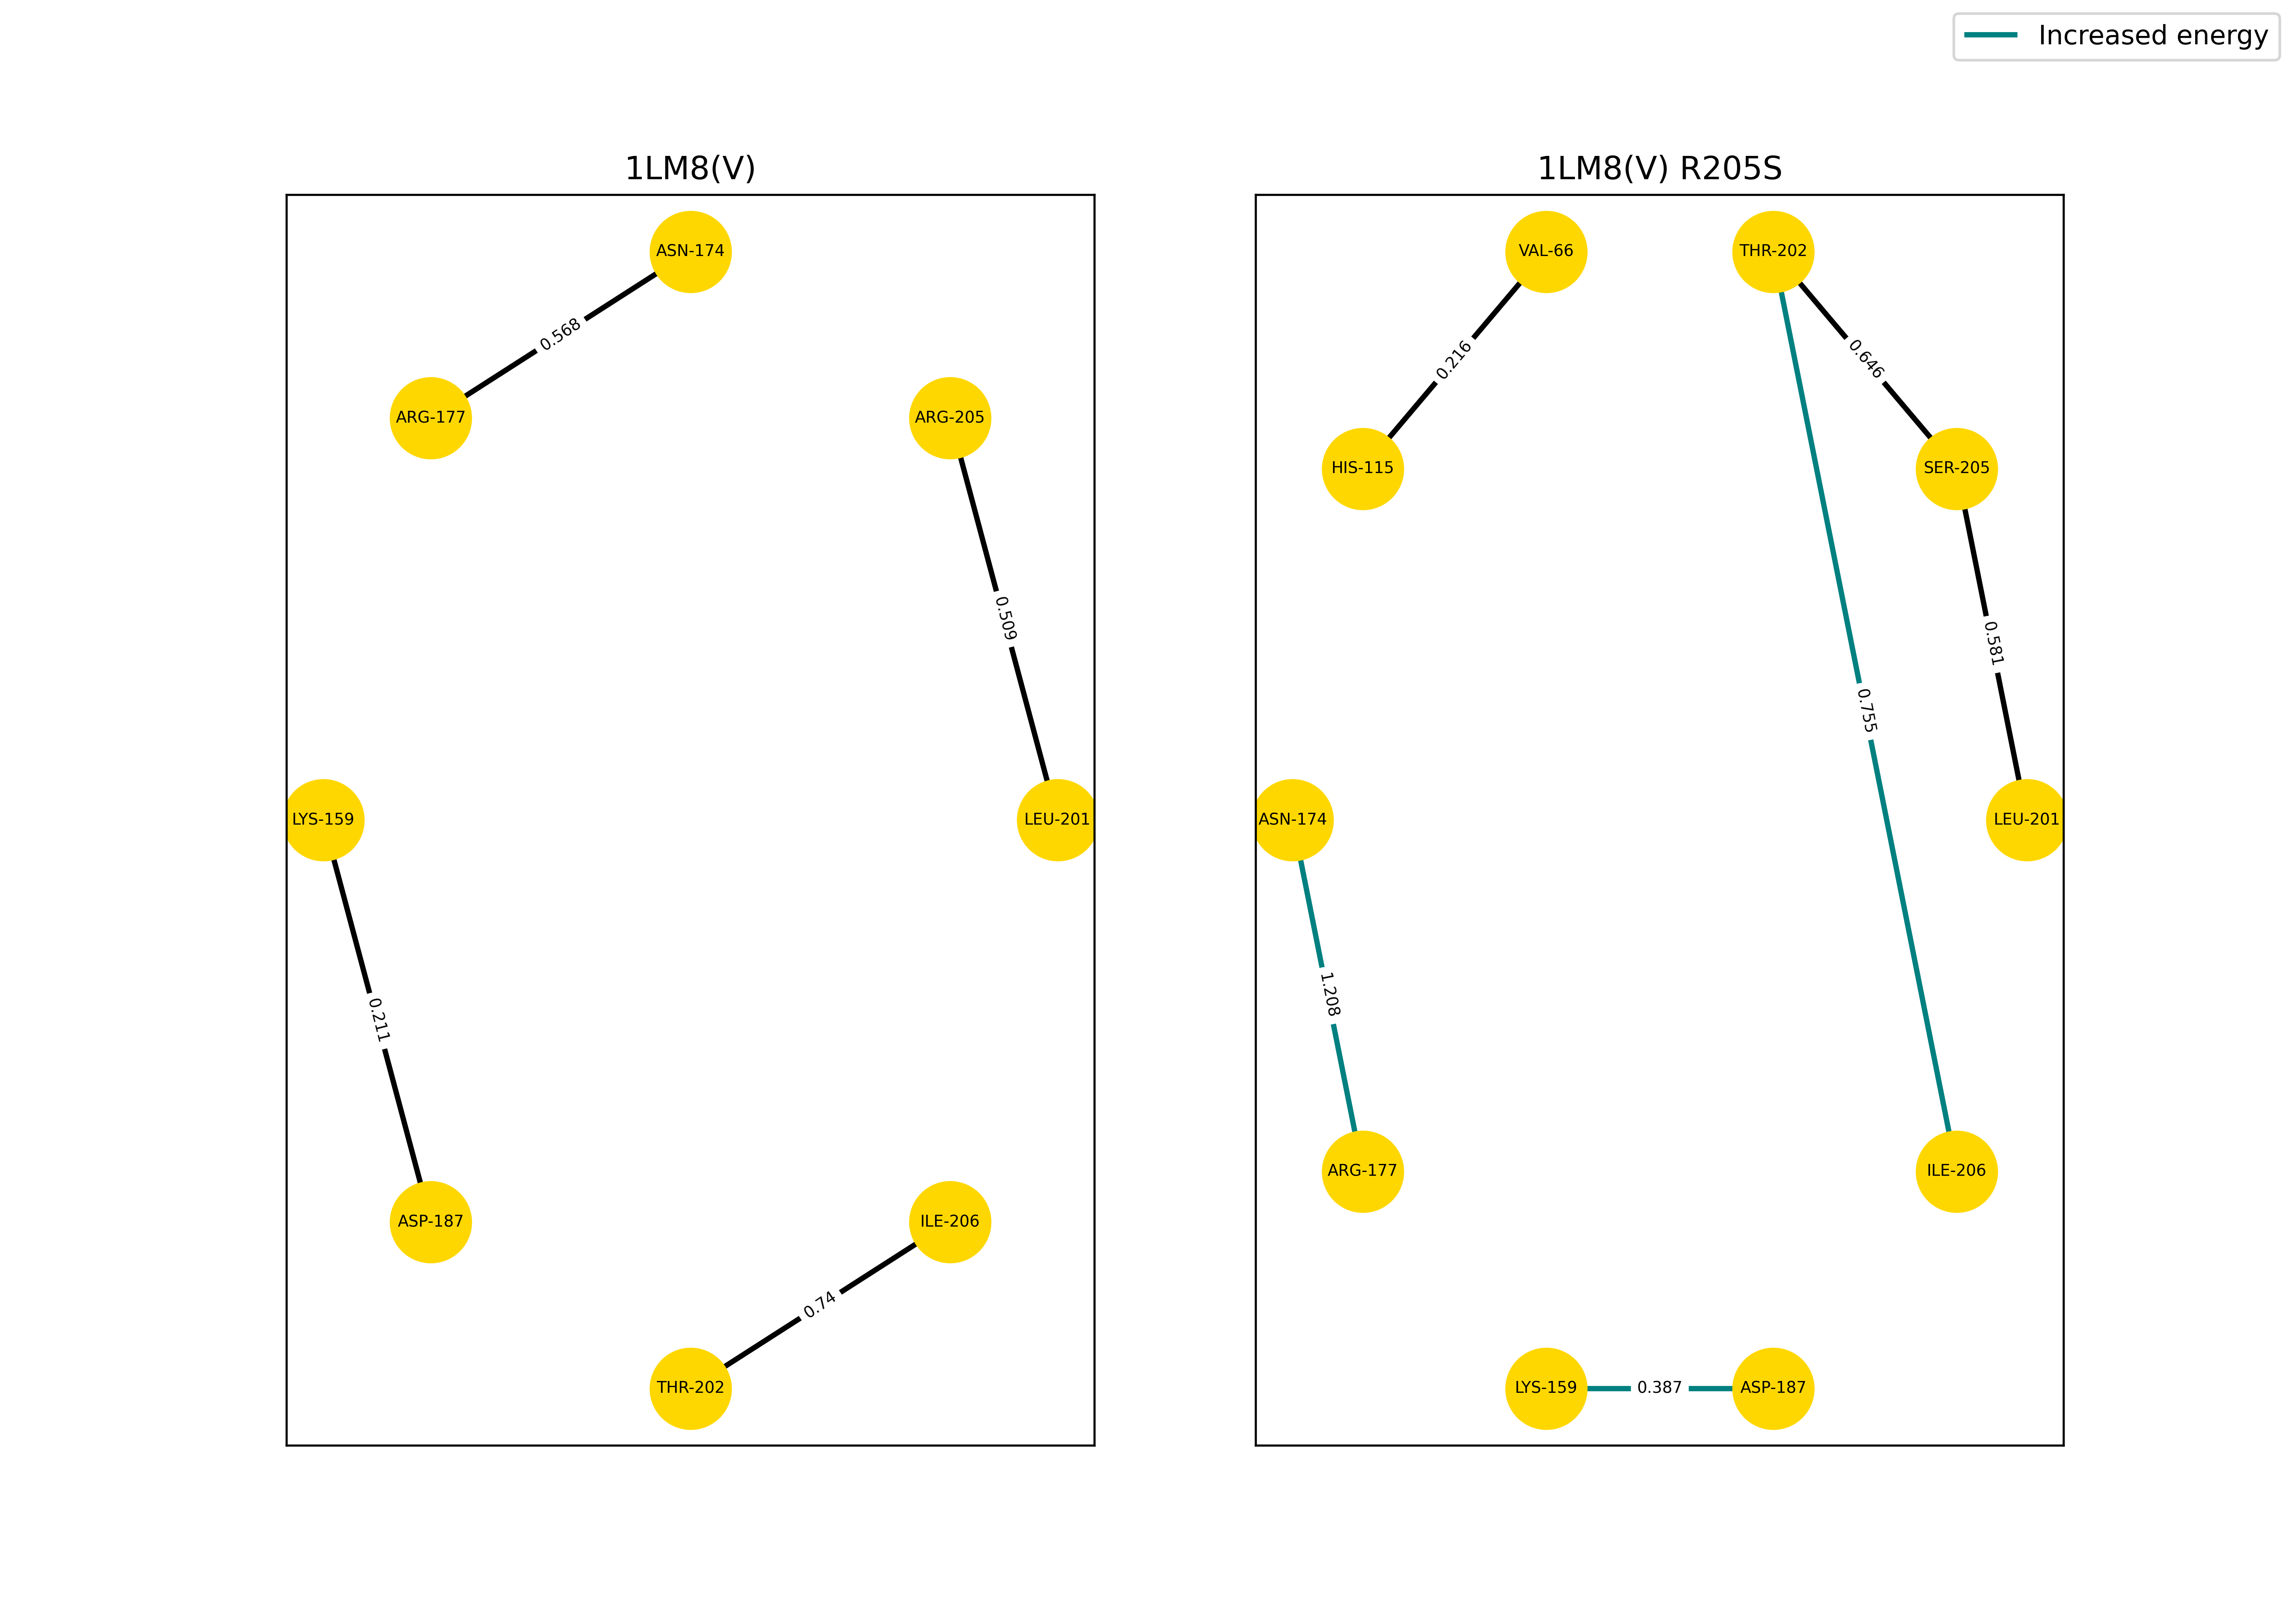 Increased energy
1LM8(V)
ASN-174
0.568
ARG-177
ARG-205
0.509
LYS-159
LEU-201
0.211
ASP-187
ILE-206
0.74
THR-202
1LM8(V) R205S
VAL-66
THR-202
0.216
0.646
HIS-115
SER-205
0.581
0.755
ASN-174
LEU-201
1.208
ARG-177
ILE-206
LYS-159
0.387
ASP-187